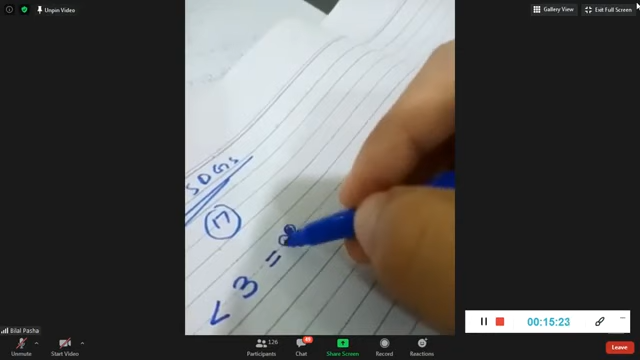 Unpin Video
Gallery View
Exit Full Screen
SDG's
17
< 3 =
00:15:23
Bilal Pasha
Unmute
Start Video
126
Participants
Chat
Share Screen
Record
Reactions
Leave